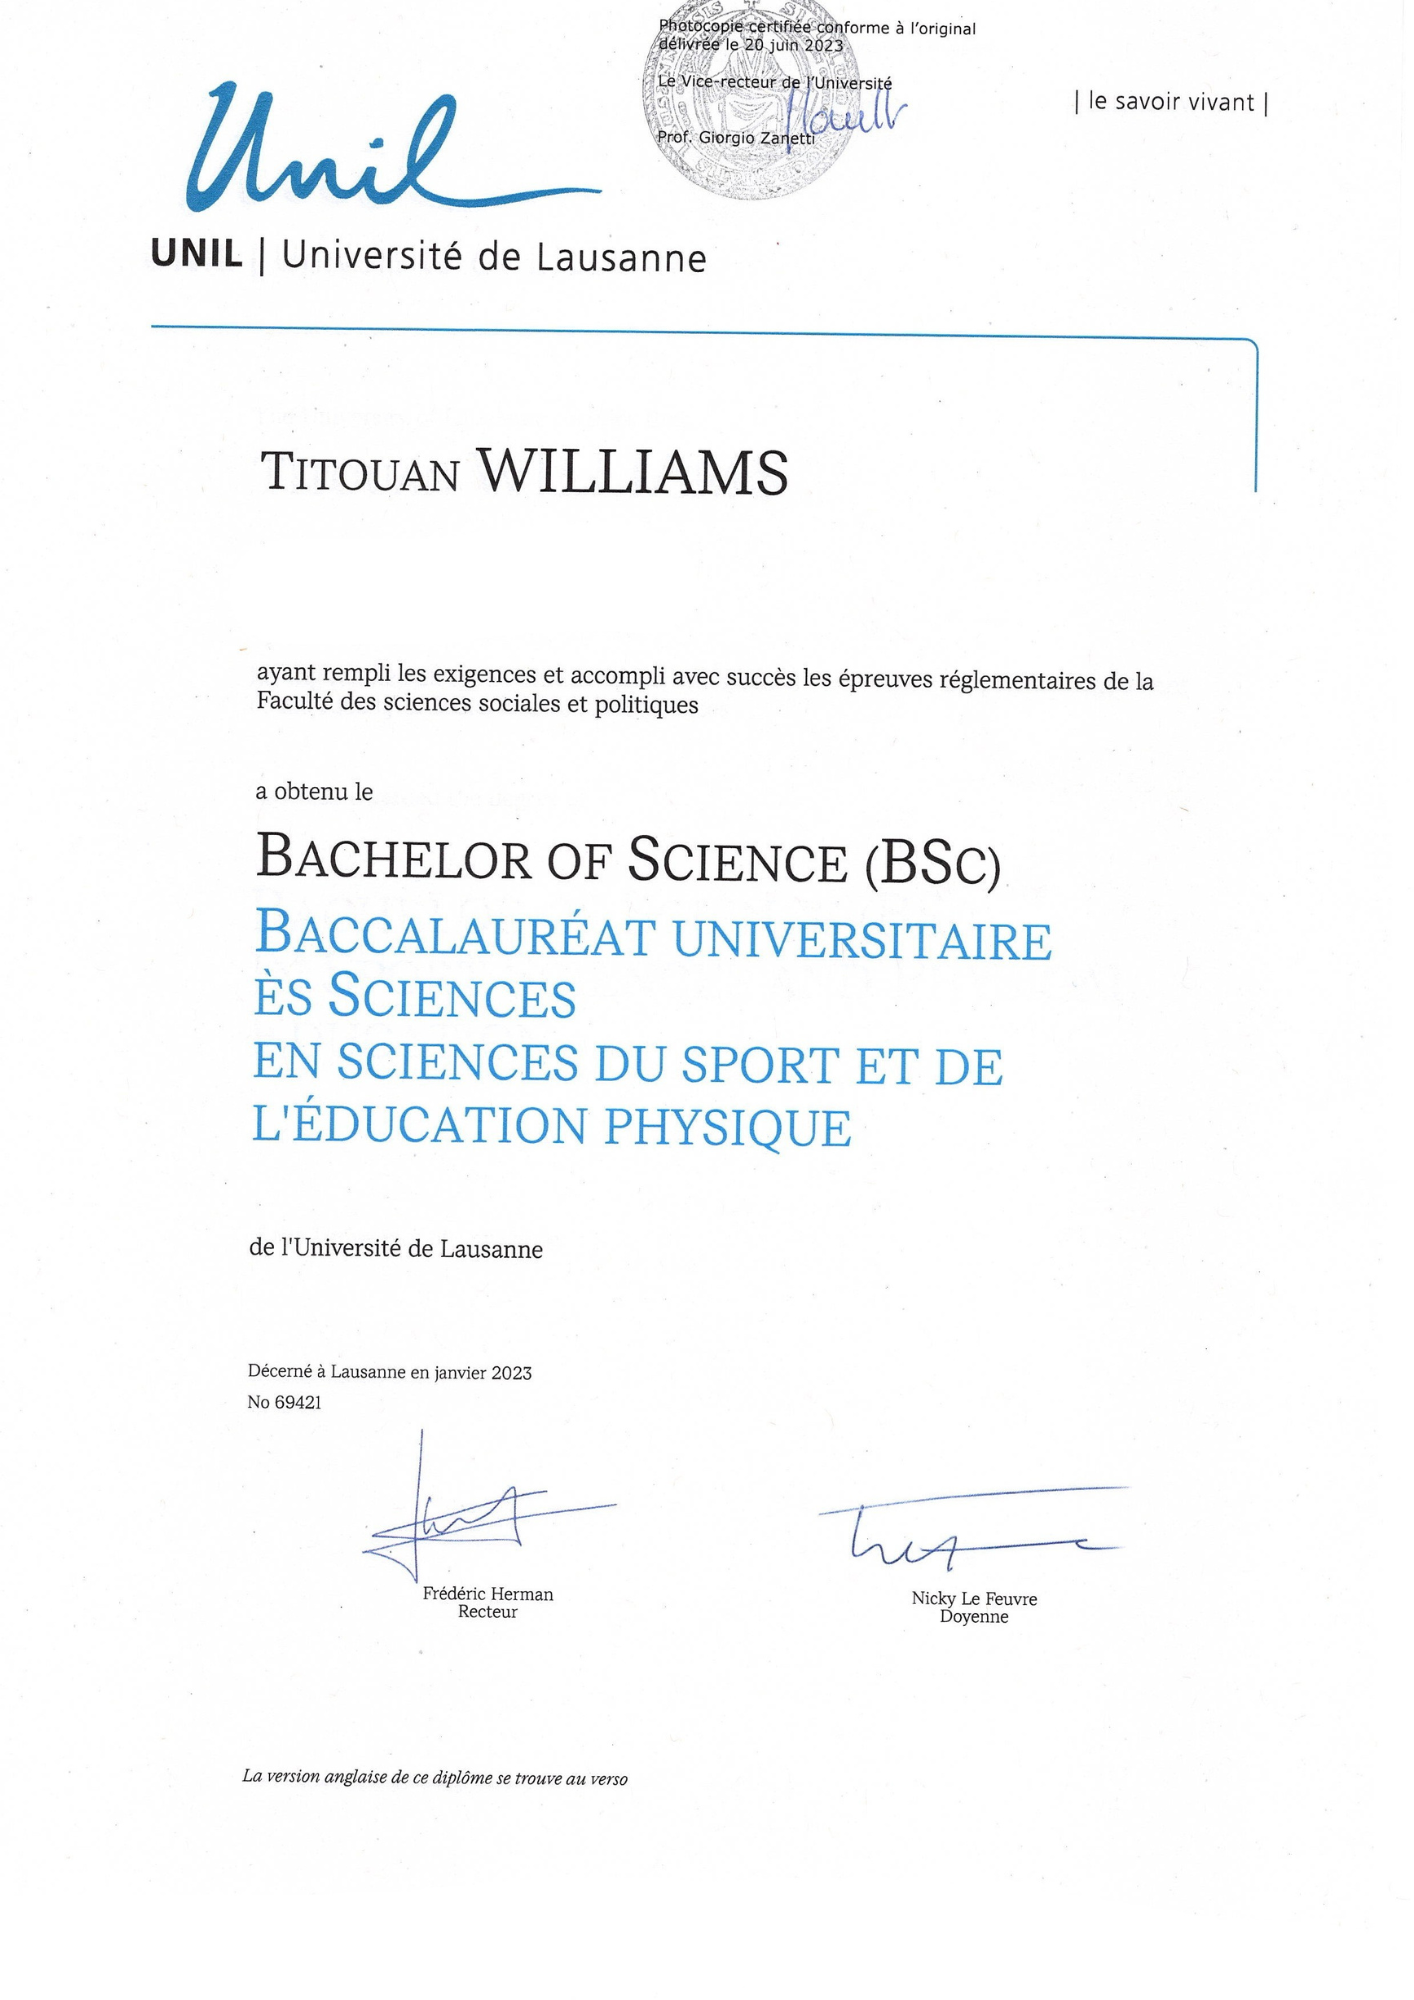 Photocopie certifiée conforme à l'original
délivrée le 20 juin 2023
Le Vice-recteur de l'Université
Prof. Giorgio Zanetti
| le savoir vivant |
Unil
UNIL | Université de Lausanne
TITOUAN WILLIAMS
ayant rempli les exigences et accompli avec succès les épreuves réglementaires de la
Faculté des sciences sociales et politiques
a obtenu le
BACHELOR OF SCIENCE (BSC)
BACCALAURÉAT UNIVERSITAIRE
ÈS SCIENCES
EN SCIENCES DU SPORT ET DE
L'ÉDUCATION PHYSIQUE
de l'Université de Lausanne
Décerné à Lausanne en janvier 2023
No 69421
Frédéric Herman
Recteur
Nicky Le Feuvre
Doyenne
La version anglaise de ce diplôme se trouve au verso